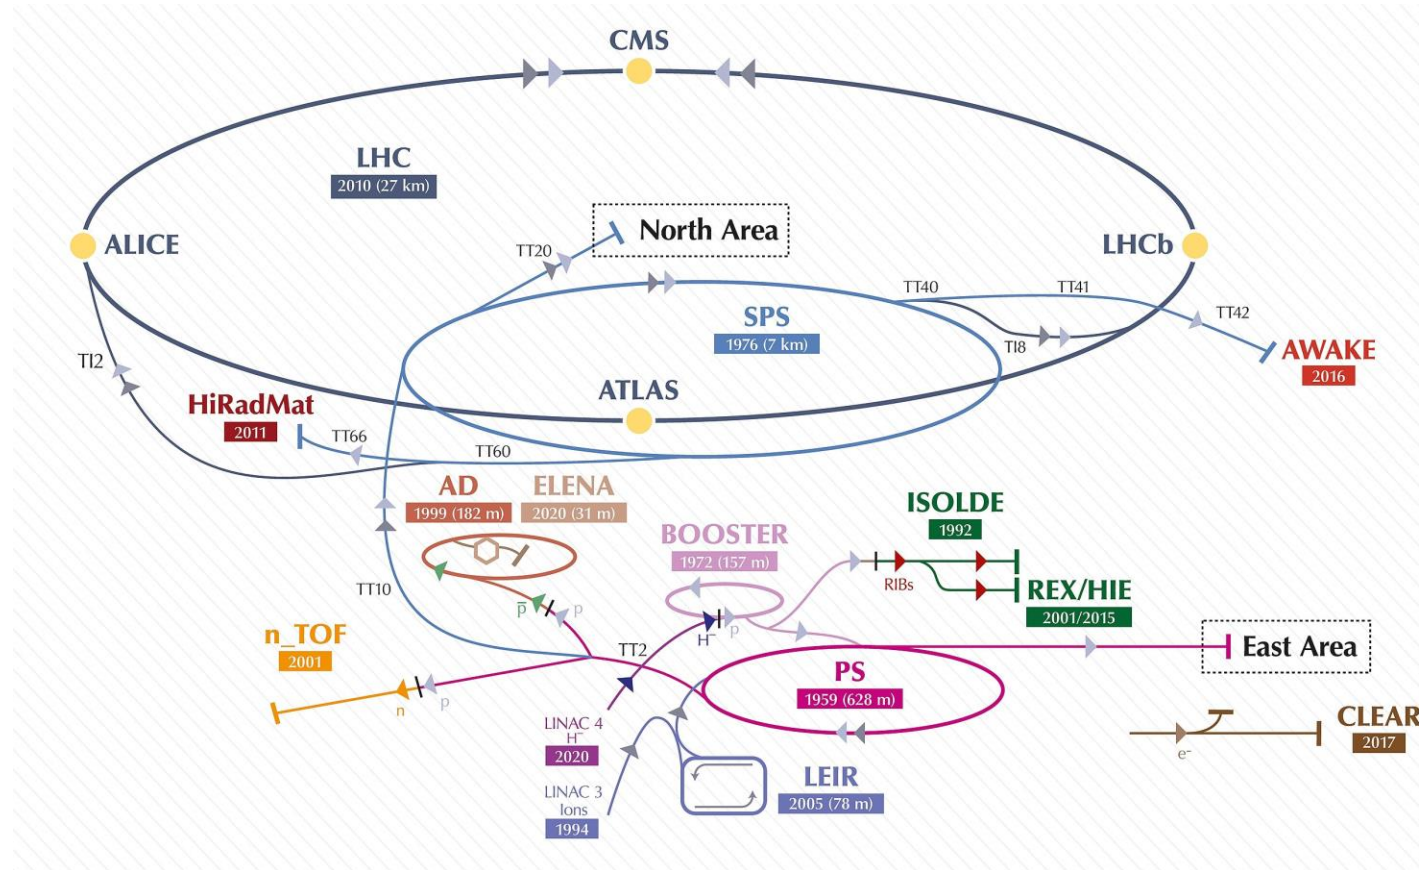 CMS
LHC
2010 (27 km)
North Area
TT20
ALICE
LHCb
TT40
TT41
TT42
SPS
1976 (7 km)
TI8
AWAKE
2016
TI2
ATLAS
HiRadMat
2011
TT66
TT60
AD
1999 (182 m)
ELENA
2020 (31 m)
ISOLDE
1992
BOOSTER
1972 (157 m)
RIBs
REX/HIE
2001/2015
TT10
p̅
p
H⁻
p
n_TOF
2001
TT2
East Area
PS
1959 (628 m)
n
p
LINAC 4
H⁻
2020
CLEAR
2017
e⁻
LEIR
2005 (78 m)
LINAC 3
Ions
1994